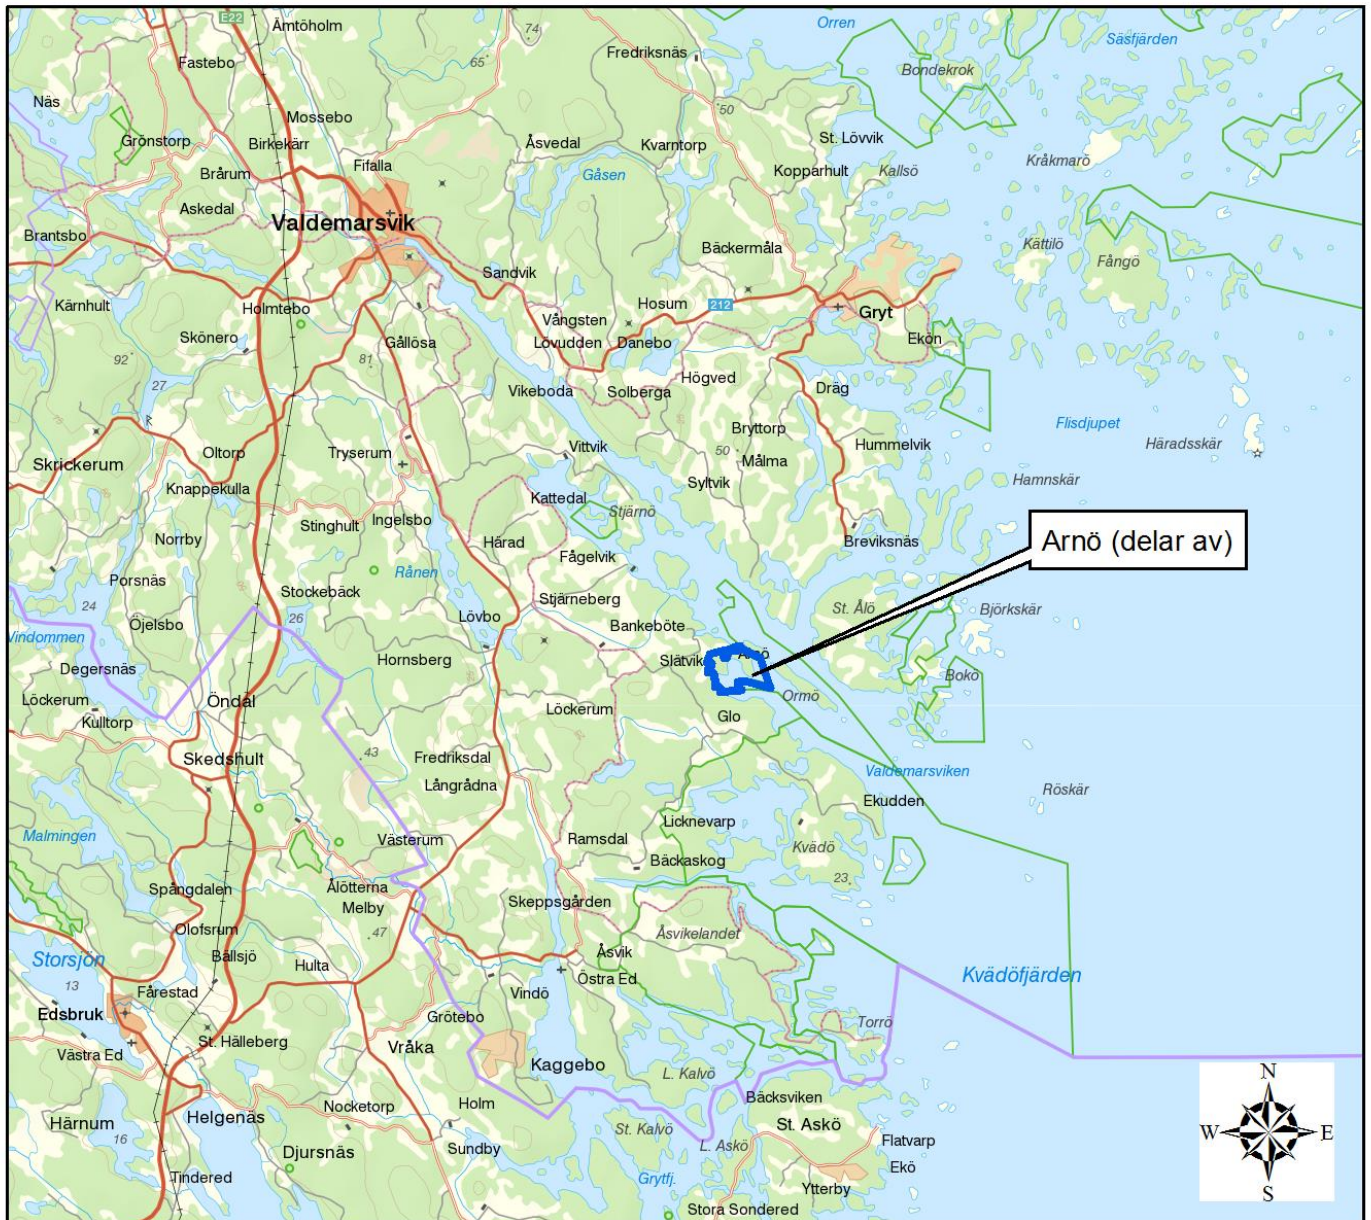 E22
Ämtöholm
74
Orren
Säsfjärden
Fastebo
65
Fredriksnäs
Bondekrok
Näs
Mossebo
50
Grönstorp
Birkekärr
Åsvedal
Kvarntorp
St. Lövvik
Kråkmarö
Fifalla
Gåsen
Kopparhult
Kallsö
Brårum
Askedal
Valdemarsvik
Brantsbo
Bäckermåla
Kättilö
Fångö
Sandvik
Kärnhult
Holmtebo
Hosum
212
Gryt
Vångsten
Skönero
Gållösa
Lövudden
Danebo
Ekön
92
81
27
Vikeboda
Solberga
Högved
Dräg
Flisdjupet
Bryttorp
Häradsskär
Skrickerum
Oltorp
Tryserum
Vittvik
50
Hummelvik
Målma
Knappekulla
Kattedal
Syltvik
Hamnskär
Stinghult
Ingelsbo
Stjärnö
Norrby
Härad
Breviksnäs
Arnö (delar av)
Fågelvik
Porsnäs
Rånen
24
Stockebäck
Stjärneberg
St. Ålö
Björkskär
Öjelsbo
26
Lövbo
Bankeböte
Vindommen
Degersnäs
Hornsberg
Slätvik
Arnö
Bokö
Löckerum
Öndal
Ormö
Kulltorp
Löckerum
Glo
Skedshult
43
Fredriksdal
Valdemarsviken
Långrådna
Röskär
Ekudden
Malmingen
Västerum
Ramsdal
Licknevarp
Kvädö
Bäckaskog
23
Spångdalen
Ålötterna
Melby
Skeppsgården
Olofsrum
47
Åsvikelandet
Storsjön
Bällsjö
Hulta
Åsvik
Kvädöfjärden
13
Fårestad
Östra Ed
Vindö
Edsbruk
Grötebo
Torrö
Västra Ed
St. Hälleberg
Vråka
Kaggebo
L. Kalvö
N
Härnum
Helgenäs
Nocketorp
Holm
Bäcksviken
16
St. Kalvö
St. Askö
W
E
Djursnäs
Sundby
L. Askö
Flatvarp
Ekö
Tindered
Grytfj.
Ytterby
S
Stora Sondered